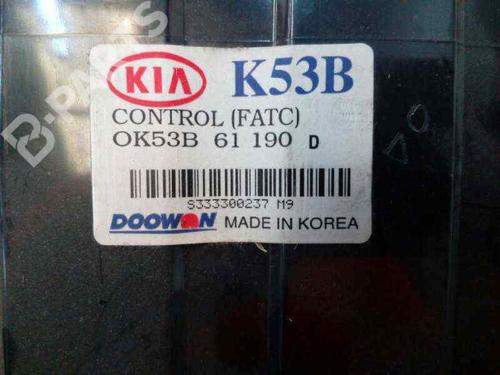 B-PARTS
KIA K53B
CONTROL (FATC)
OK53B 61 190 D
S333300237 M9
DOOWON MADE IN KOREA